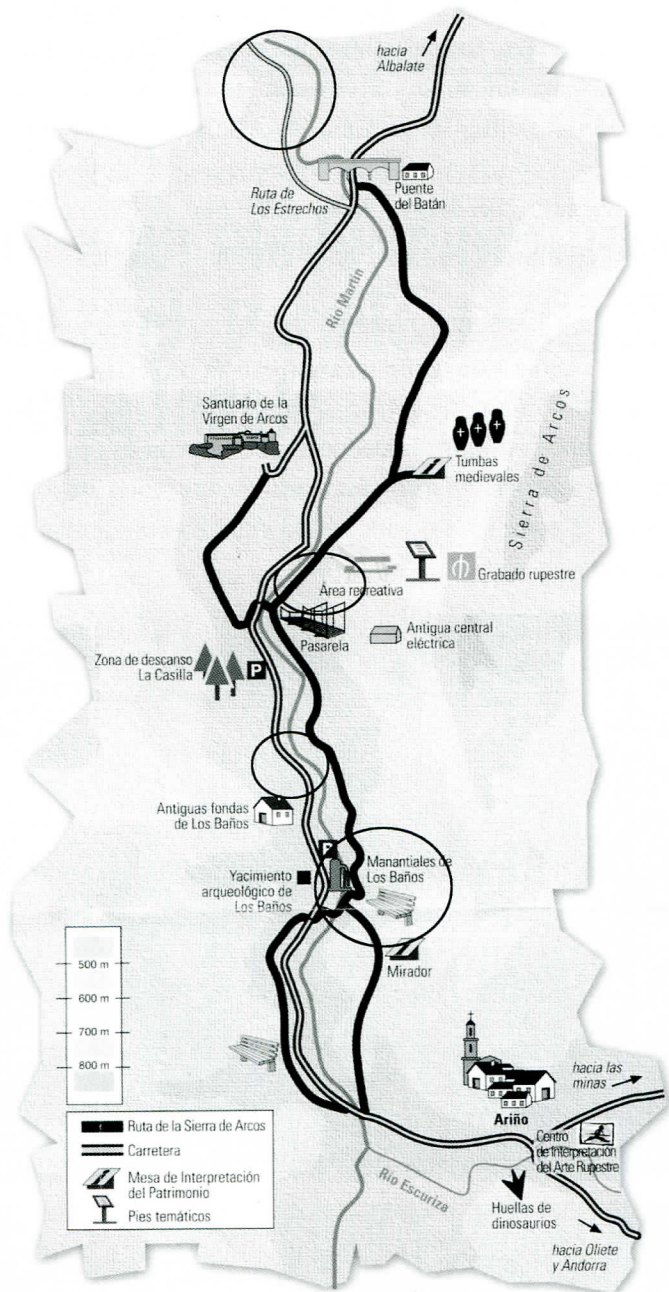 hacia
Albalate
Puente
del Batán
Ruta de
Los Estrechos
Río Martín
Santuario de la
Virgen de Arcos
Tumbas
medievales
Sierra de Arcos
Área recreativa
Grabado rupestre
Pasarela
Antigua central
eléctrica
Zona de descanso
La Casilla
P
Antiguas fondas
de Los Baños
P
Manantiales de
Los Baños
Yacimiento
arqueológico de
Los Baños
Mirador
500 m
600 m
700 m
800 m
hacia las
minas
Ariño
Centro
de Interpretación
del Arte Rupestre
Río Escuriza
Huellas de
dinosaurios
hacia Oliete
y Andorra
Ruta de la Sierra de Arcos
Carretera
Mesa de Interpretación
del Patrimonio
Pies temáticos